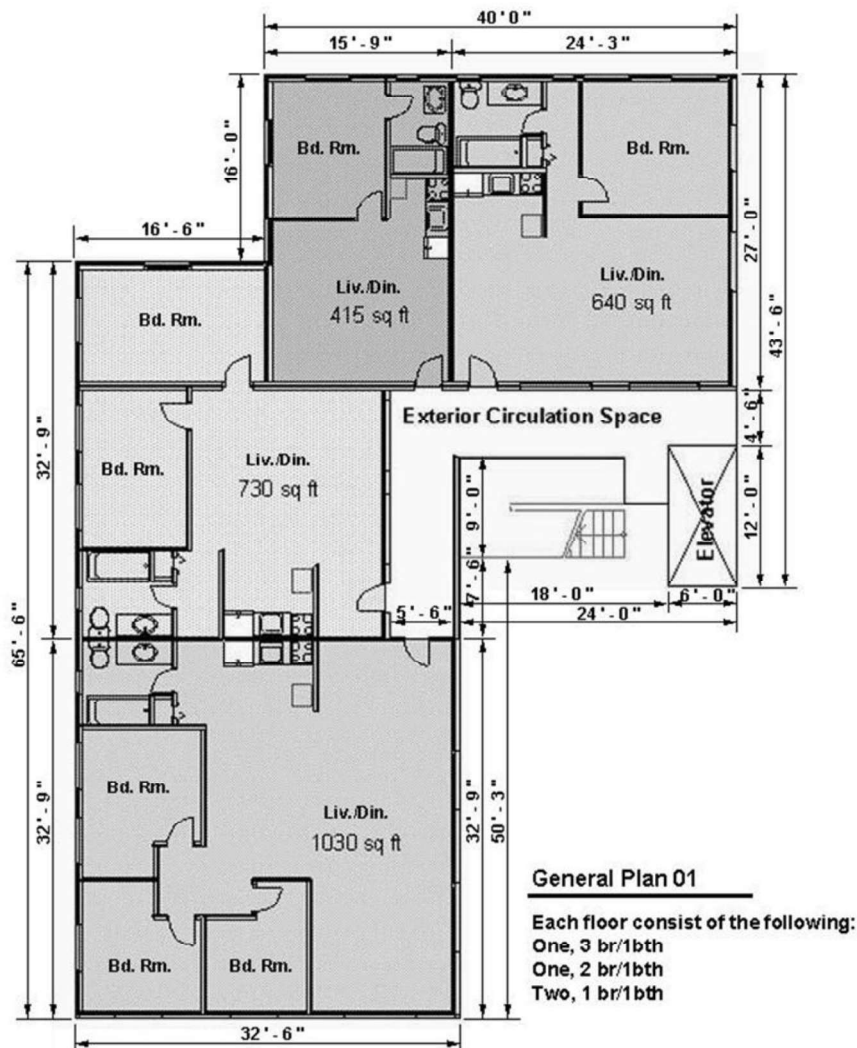 40'0"
15'-9"
24'-3"
16'-0"
Bd. Rm.
Bd. Rm.
27'-0"
43'-6"
16'-6"
Liv./Din.
415 sq ft
Liv./Din.
640 sq ft
Bd. Rm.
Exterior Circulation Space
4'-6"
32'-9"
Bd. Rm.
Liv./Din.
730 sq ft
9'-0"
Elevator
12'-0"
7'-6"
18'-0"
6'-0"
5'-6"
24'-0"
65'-6"
32'-9"
Bd. Rm.
Liv./Din.
1030 sq ft
32'-9"
50'-3"
Bd. Rm.
Bd. Rm.
32'-6"
General Plan 01
Each floor consist of the following:
One, 3 br/1bth
One, 2 br/1bth
Two, 1 br/1bth